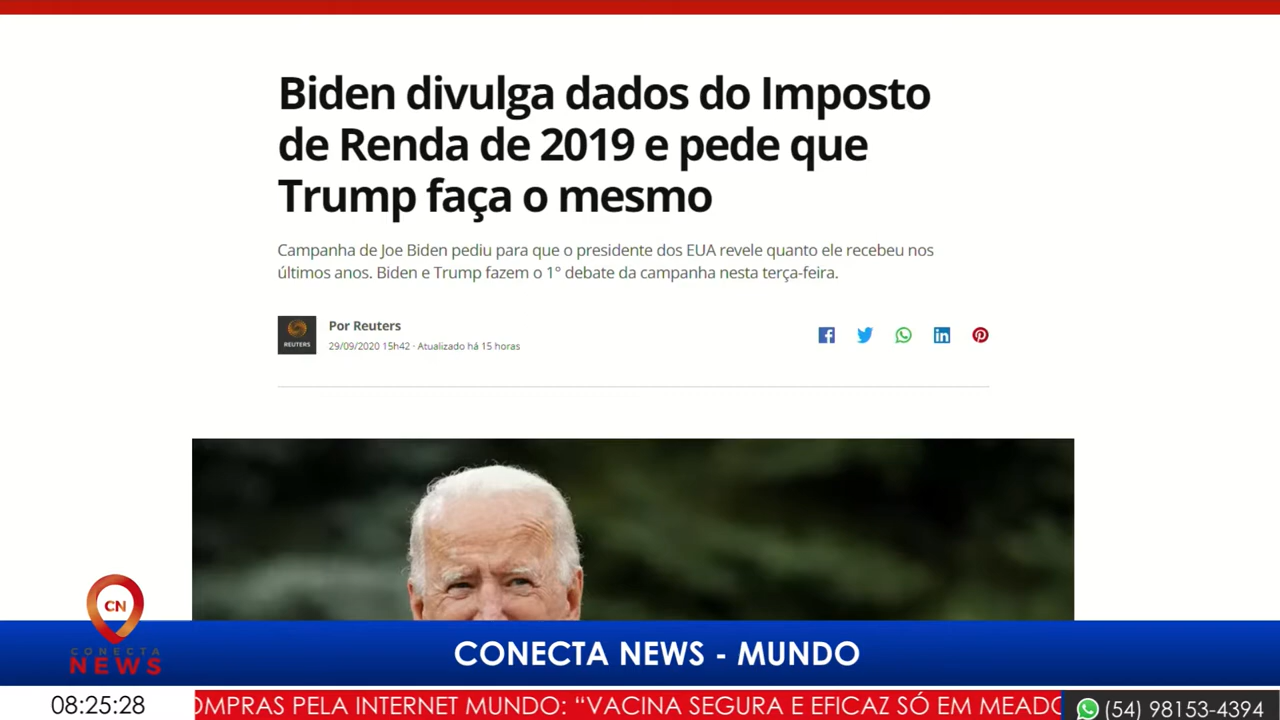 Biden divulga dados do Imposto
de Renda de 2019 e pede que
Trump faça o mesmo
Campanha de Joe Biden pediu para que o presidente dos EUA revele quanto ele recebeu nos
últimos anos. Biden e Trump fazem o 1° debate da campanha nesta terça-feira.
REUTERS
Por Reuters
29/09/2020 15h42 · Atualizado há 15 horas
CN
CONECTA
NEWS
CONECTA NEWS - MUNDO
08:25:28
OMPRAS PELA INTERNET MUNDO: “VACINA SEGURA E EFICAZ SÓ EM MEADO
(54) 98153-4394